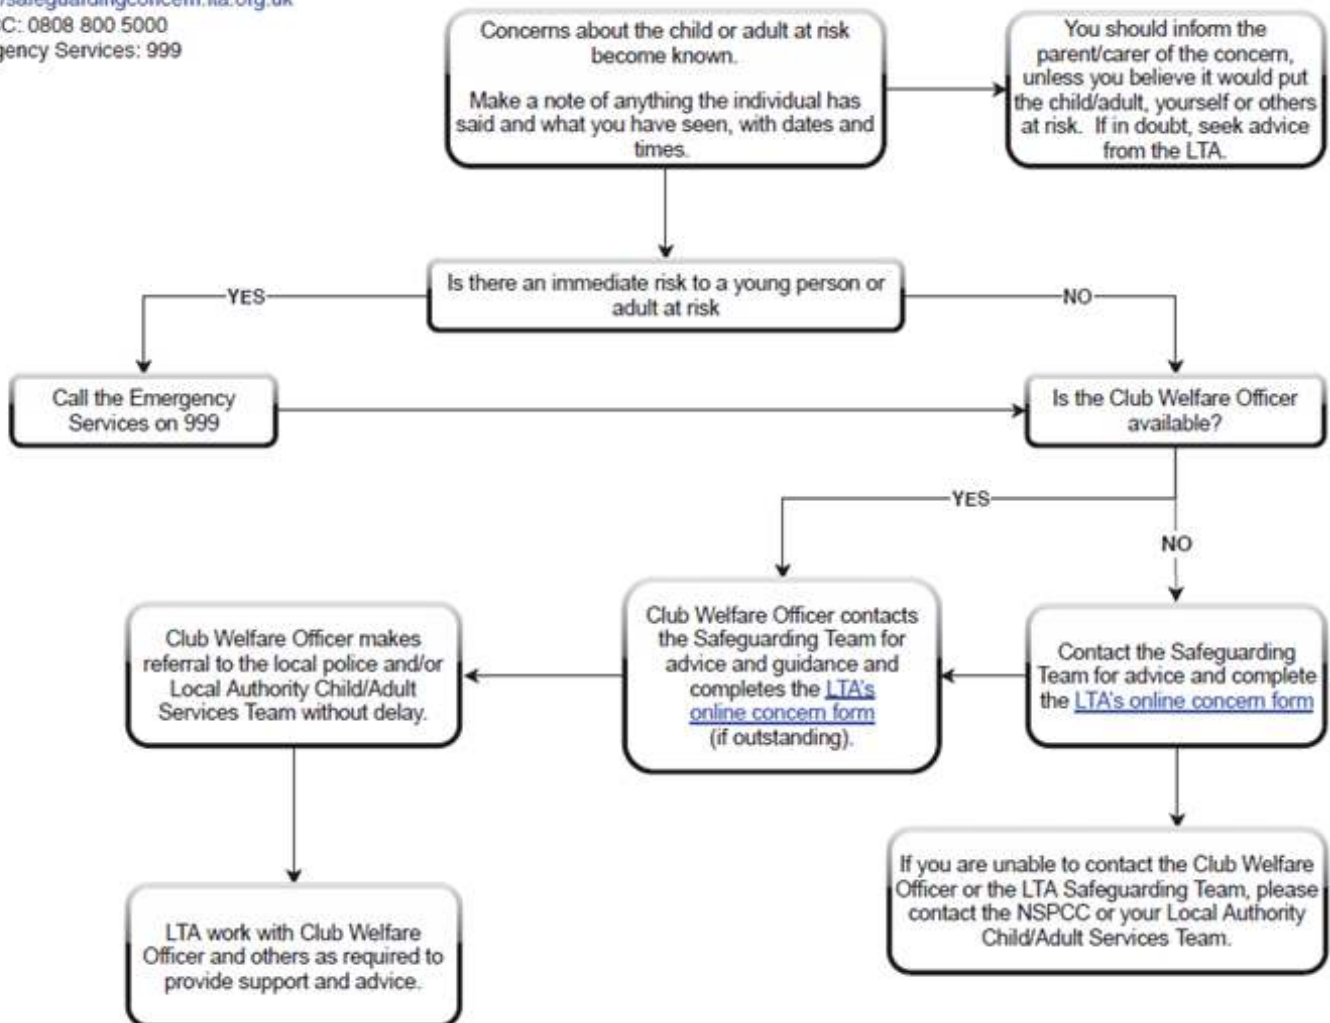 /safeguardingconcern.lta.org.uk
C: 0808 800 5000
gency Services: 999
Concerns about the child or adult at risk
become known.
Make a note of anything the individual has
said and what you have seen, with dates and
times.
You should inform the
parent/carer of the concern,
unless you believe it would put
the child/adult, yourself or others
at risk. If in doubt, seek advice
from the LTA.
Is there an immediate risk to a young person or
adult at risk
YES
NO
Call the Emergency
Services on 999
Is the Club Welfare Officer
available?
YES
NO
Club Welfare Officer makes
referral to the local police and/or
Local Authority Child/Adult
Services Team without delay.
Club Welfare Officer contacts
the Safeguarding Team for
advice and guidance and
completes the LTA's
online concern form
(if outstanding).
Contact the Safeguarding
Team for advice and complete
the LTA's online concern form
LTA work with Club Welfare
Officer and others as required to
provide support and advice.
If you are unable to contact the Club Welfare
Officer or the LTA Safeguarding Team, please
contact the NSPCC or your Local Authority
Child/Adult Services Team.